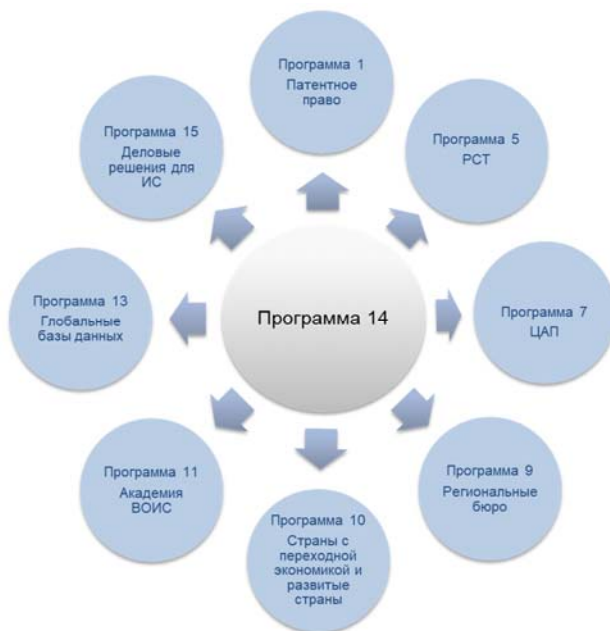 Программа 1
Патентное
право
Программа 5
PCT
Программа 7
ЦАП
Программа 9
Региональные
бюро
Программа 10
Страны с
переходной
экономикой и
развитые
страны
Программа 11
Академия
ВОИС
Программа 13
Глобальные
базы данных
Программа 15
Деловые
решения для
ИС
Программа 14